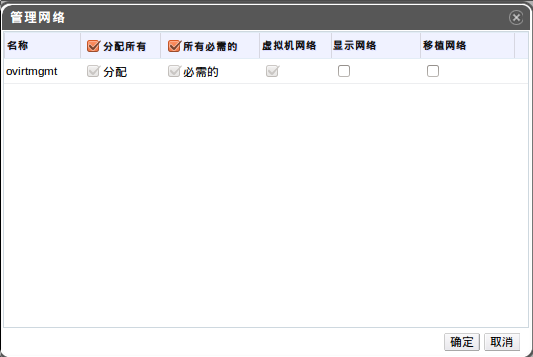 管理网络
名称 分配所有 所有必需的 虚拟机网络 显示网络 移植网络
ovirtmgmt 分配 必需的
确定 取消